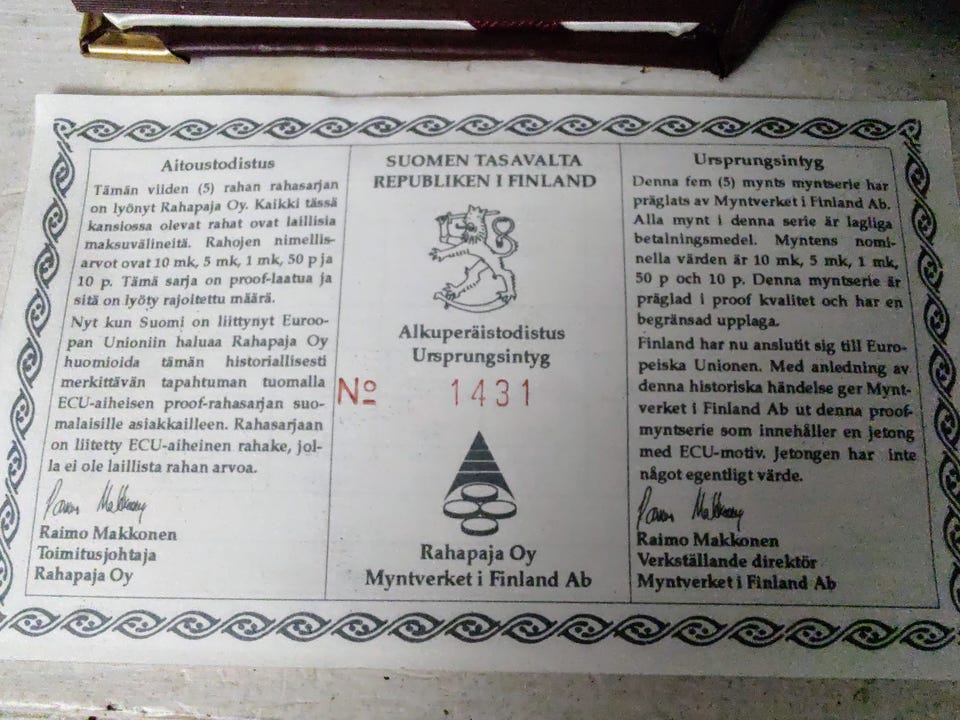 Aitoustodistus
Tämän viiden (5) rahan rahasarjan
on lyönyt Rahapaja Oy. Kaikki tässä
kansiossa olevat rahat ovat laillisia
maksuvälineitä. Rahojen nimellis-
arvot ovat 10 mk, 5 mk, 1 mk, 50 p ja
10 p. Tämä sarja on proof-laatua ja
sitä on lyöty rajoitettu määrä.
Nyt kun Suomi on liittynyt Euroo-
pan Unioniin haluaa Rahapaja Oy
huomioida tämän historiallisesti
merkittävän tapahtuman tuomalla
ECU-aiheisen proof-rahasarjan suo-
malaisille asiakkailleen. Rahasarjaan
on liitetty ECU-aiheinen rahake, jol-
la ei ole laillista rahan arvoa.
Raimo Makkonen
Toimitusjohtaja
Rahapaja Oy
SUOMEN TASAVALTA
REPUBLIKEN I FINLAND
Alkuperäistodistus
Ursprungsintyg
Nº 1431
Rahapaja Oy
Myntverket i Finland Ab
Ursprungsintyg
Denna fem (5) mynts myntserie har
präglats av Myntverket i Finland Ab.
Alla mynt i denna serie är lagliga
betalningsmedel. Myntens nomi-
nella värden är 10 mk, 5 mk, 1 mk,
50 p och 10 p. Denna myntserie är
präglad i proof kvalitet och har en
begränsad upplaga.
Finland har nu anslutit sig till Euro-
peiska Unionen. Med anledning av
denna historiska händelse ger Mynt-
verket i Finland Ab ut denna proof-
myntserie som innehåller en jetong
med ECU-motiv. Jetongen har inte
något egentligt värde.
Raimo Makkonen
Verkställande direktör
Myntverket i Finland Ab